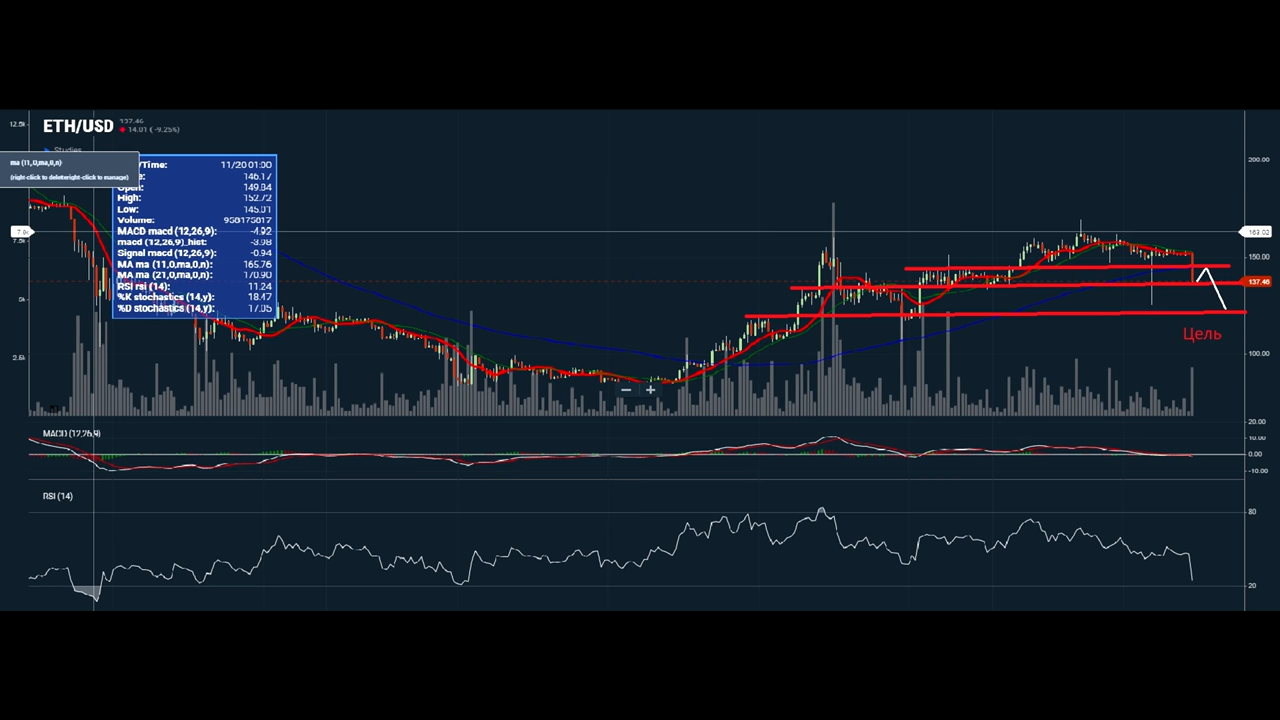 12.5k
ETH/USD
137.46
14.01 ( -9.25%)
Studies
200.00
ma (11,0,ma,0,n)
(right-click to deleteright-click to manage)
/Time: 11/20 01:00
146.17
Open: 149.84
High: 152.72
Low: 145.01
Volume:
MACD macd (12,26,9): -4.92
macd (12,26,9)_hist: -3.98
Signal macd (12,26,9): -0.94
MA ma (11,0,ma,0,n): 165.76
MA ma (21,0,ma,0,n): 170.90
RSI rsi (14): 11.24
%K stochastics (14,y): 18.47
%D stochastics (14,y): 17.05
163.02
7.5k
150.00
137.46
Цель
2.5k
100.00
20.00
MACD (12,26,9)
10.00
0.00
-10.00
RSI (14)
80
20